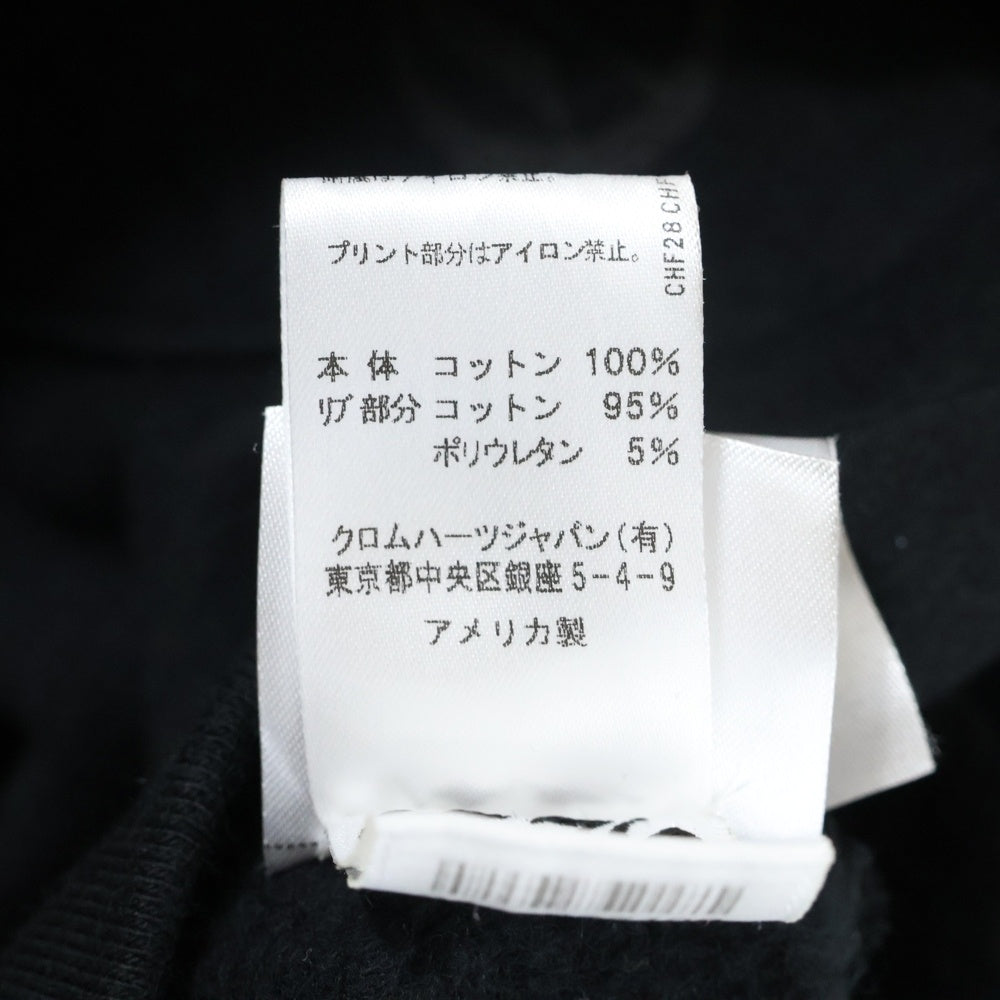 プリント部分はアイロン禁止。
CHF28 CHF
本体 コットン 100%
リブ部分 コットン 95%
ポリウレタン 5%
クロムハーツジャパン(有)
東京都中央区銀座5-4-9
アメリカ製